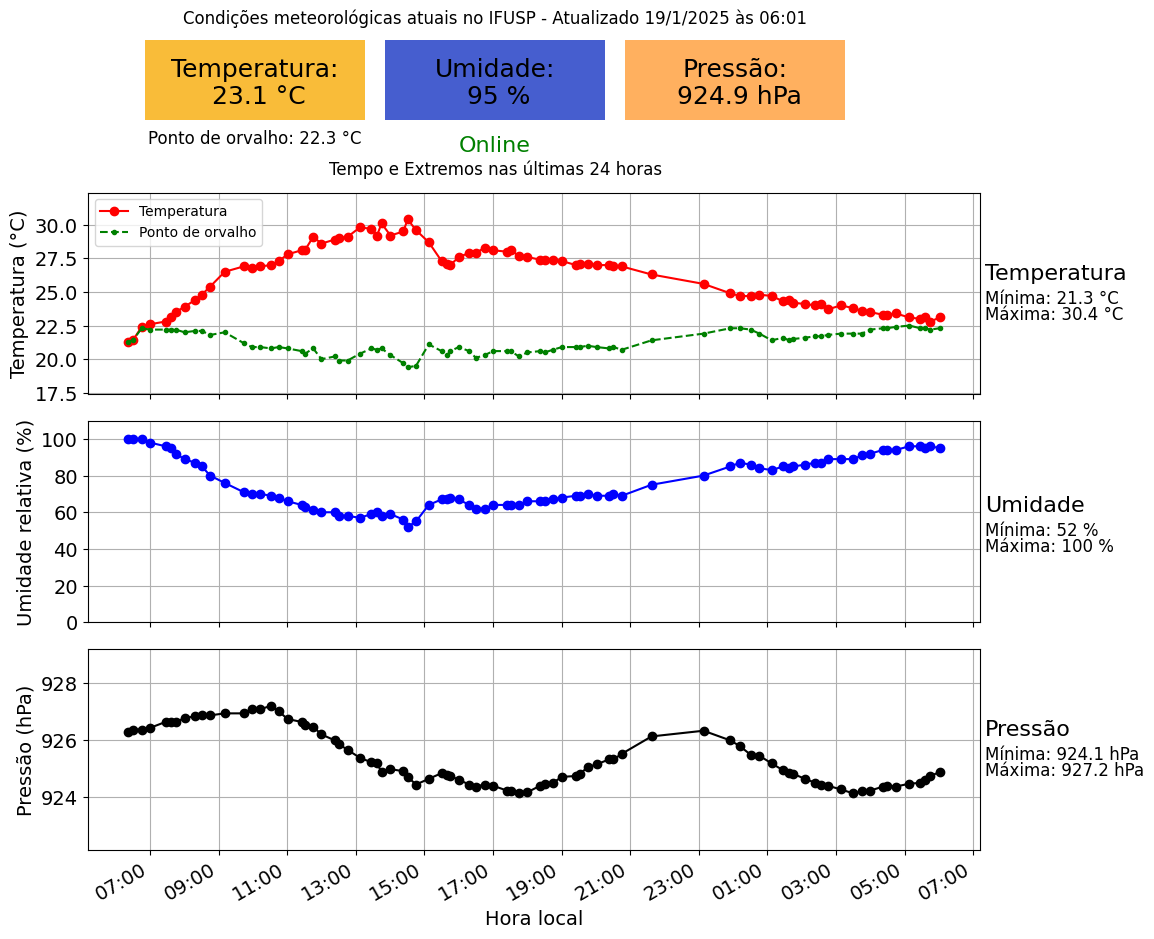 Condições meteorológicas atuais no IFUSP - Atualizado 19/1/2025 às 06:01
Temperatura:
23.1 °C
Umidade:
95 %
Pressão:
924.9 hPa
Ponto de orvalho: 22.3 °C
Online
Tempo e Extremos nas últimas 24 horas
Temperatura (°C)
30.0
27.5
25.0
22.5
20.0
17.5
Temperatura
Ponto de orvalho
Temperatura
Mínima: 21.3 °C
Máxima: 30.4 °C
Umidade relativa (%)
100
80
60
40
20
0
Umidade
Mínima: 52 %
Máxima: 100 %
Pressão (hPa)
928
926
924
Pressão
Mínima: 924.1 hPa
Máxima: 927.2 hPa
07:00 09:00 11:00 13:00 15:00 17:00 19:00 21:00 23:00 01:00 03:00 05:00 07:00
Hora local